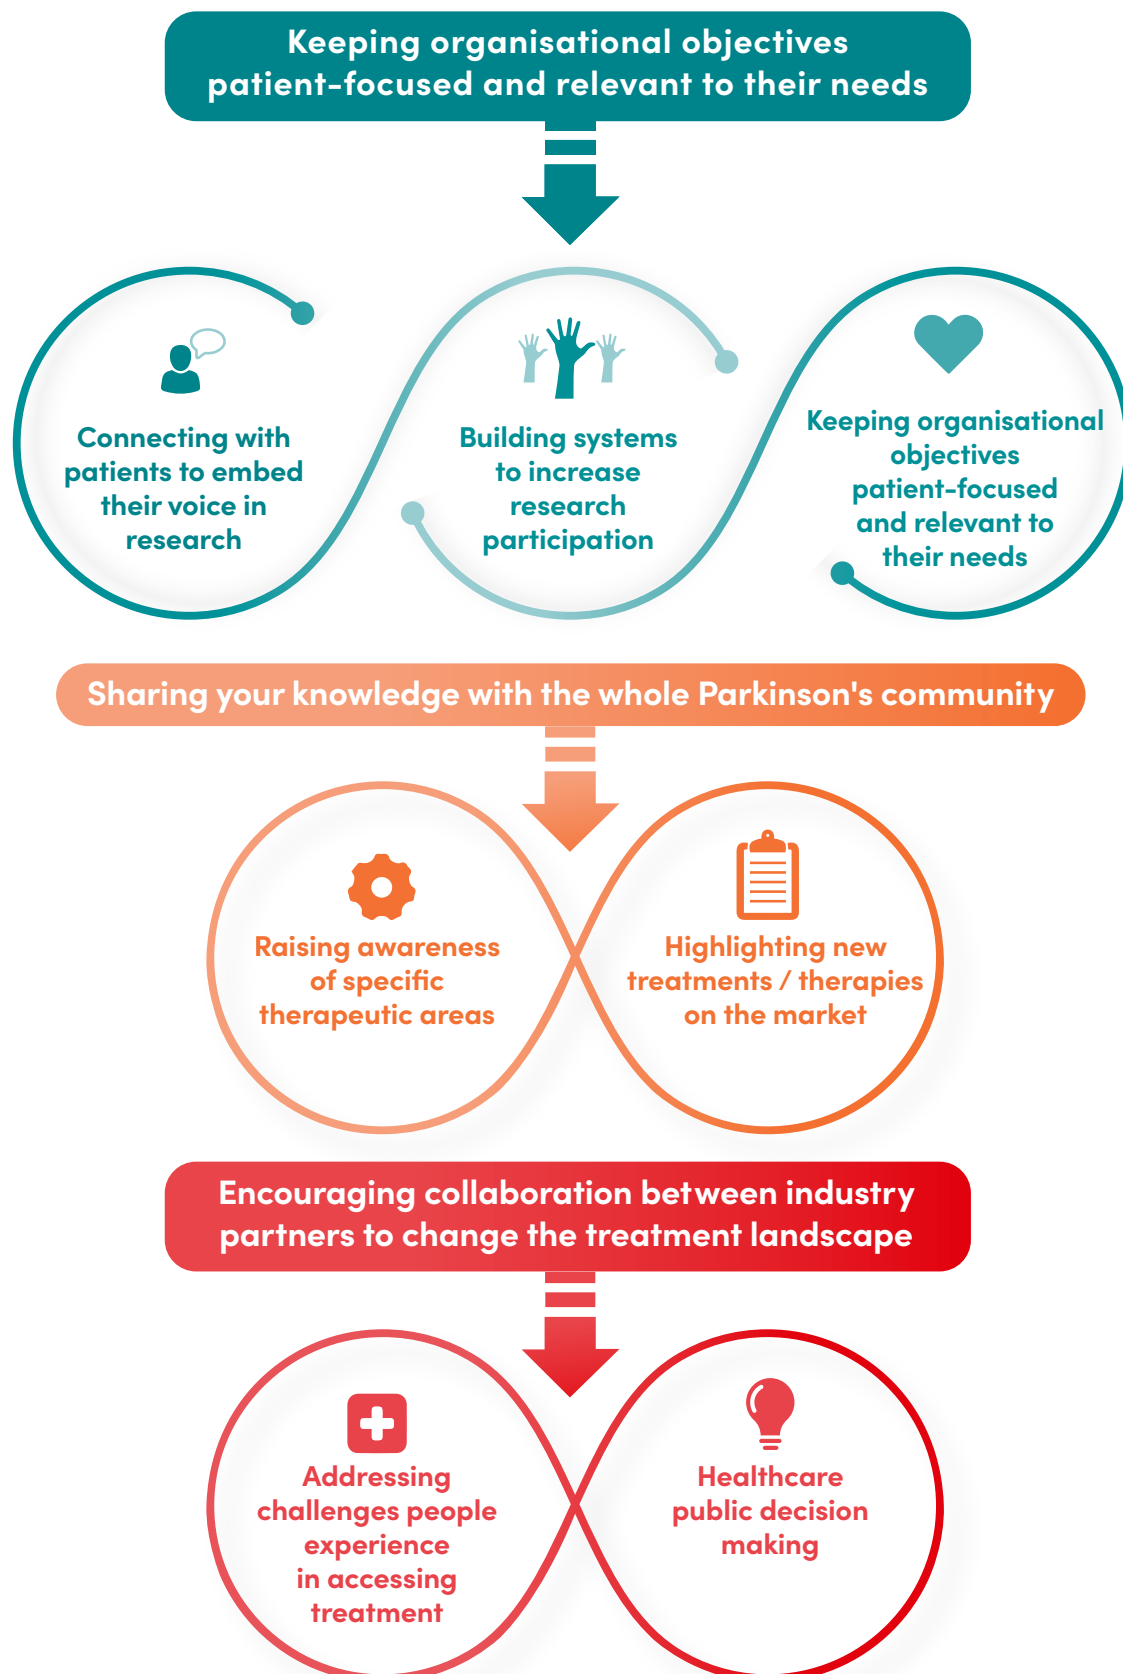 Keeping organisational objectives
patient-focused and relevant to their needs
Connecting with
patients to embed
their voice in
research
Building systems
to increase
research
participation
Keeping organisational
objectives
patient-focused
and relevant to
their needs
Sharing your knowledge with the whole Parkinson's community
Raising awareness
of specific
therapeutic areas
Highlighting new
treatments / therapies
on the market
Encouraging collaboration between industry
partners to change the treatment landscape
Addressing
challenges people
experience
in accessing
treatment
Healthcare
public decision
making